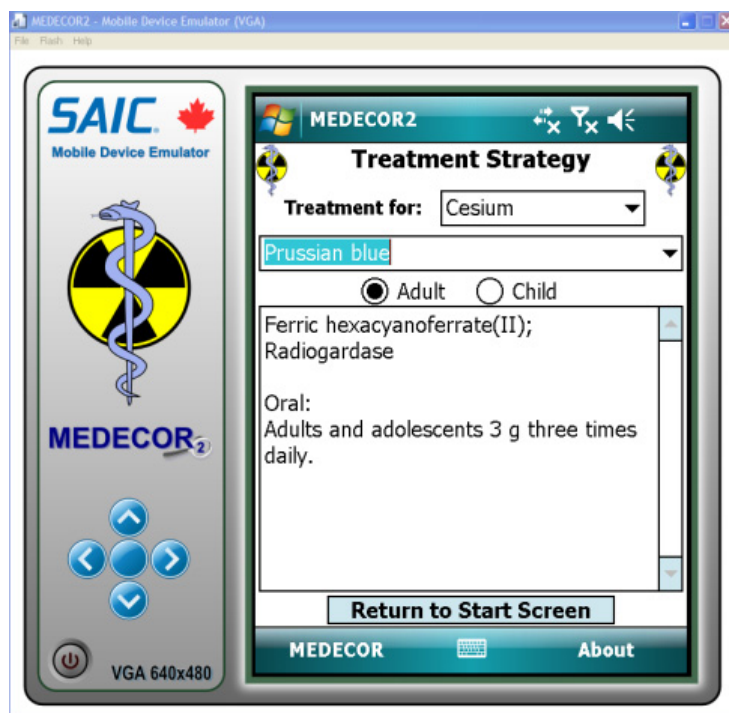 MEDECOR2 - Mobile Device Emulator (VGA)
File Flash Help
SAIC.
Mobile Device Emulator
MEDECOR2
VGA 640x480
MEDECOR2
Treatment Strategy
Treatment for: Cesium
Prussian blue
Adult Child
Ferric hexacyanoferrate(II);
Radiogardase
Oral:
Adults and adolescents 3 g three times
daily.
Return to Start Screen
MEDECOR About